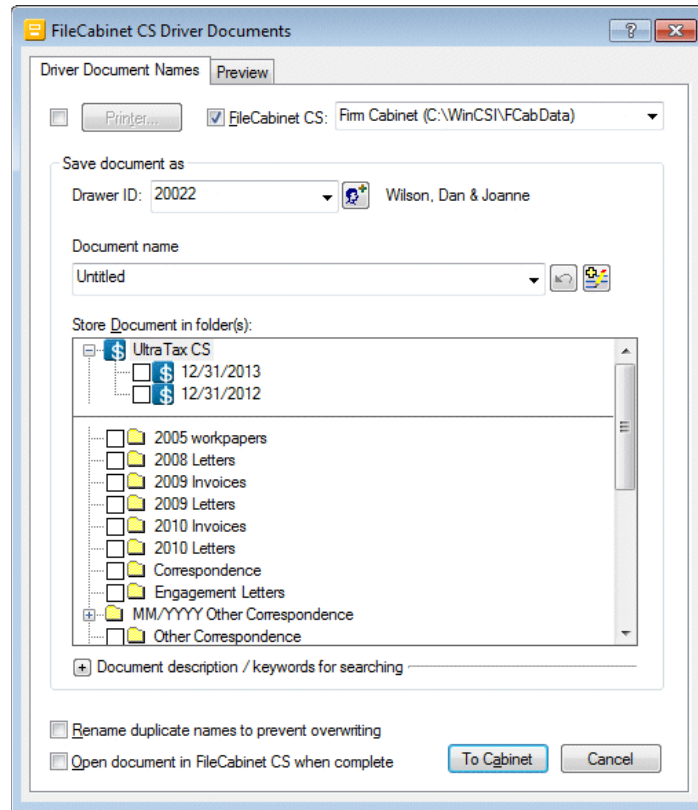 FileCabinet CS Driver Documents
Driver Document Names Preview
Printer... FileCabinet CS: Firm Cabinet (C:\WinCSI\FCabData)
Save document as
Drawer ID: 20022 Wilson, Dan & Joanne
Document name
Untitled
Store Document in folder(s):
UltraTax CS
12/31/2013
12/31/2012
2005 workpapers
2008 Letters
2009 Invoices
2009 Letters
2010 Invoices
2010 Letters
Correspondence
Engagement Letters
MM/YYYY Other Correspondence
Other Correspondence
Document description / keywords for searching
Rename duplicate names to prevent overwriting
Open document in FileCabinet CS when complete To Cabinet Cancel